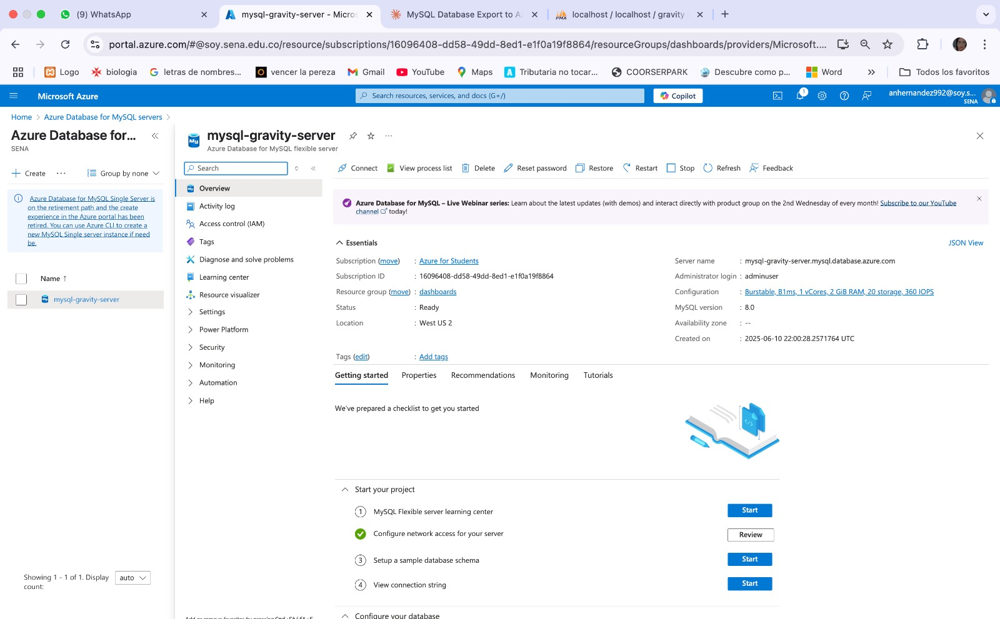 (9) WhatsApp
mysql-gravity-server - Micros
MySQL Database Export to A
localhost / localhost / gravity
portal.azure.com/#@soy.sena.edu.co/resource/subscriptions/16096408-dd58-49dd-8ed1-e1f0a19f8864/resourceGroups/dashboards/providers/Microsoft....
Logo
biologia
letras de nombres...
vencer la pereza
Gmail
YouTube
Maps
Tributaria no tocar...
COORSERPARK
Descubre como p...
Word
Todos los favoritos
Microsoft Azure
Search resources, services, and docs (G+/)
Copilot
1
anhernandez992@soy.s...
SENA
Home > Azure Database for MySQL servers >
Azure Database for...
SENA
Create
Group by none
Azure Database for MySQL Single Server is
on the retirement path and the create
experience in the Azure portal has been
retired. You can use Azure CLI to create a
new MySQL Single server instance if need
be.
Name ↑
mysql-gravity-server
Showing 1 - 1 of 1. Display
count:
auto
mysql-gravity-server
Azure Database for MySQL flexible server
Search
Overview
Activity log
Access control (IAM)
Tags
Diagnose and solve problems
Learning center
Resource visualizer
Settings
Power Platform
Security
Monitoring
Automation
Help
Add or remove favorites by pressing Cmd+Shift+F
Connect
View process list
Delete
Reset password
Restore
Restart
Stop
Refresh
Feedback
Azure Database for MySQL – Live Webinar series: Learn about the latest updates (with demos) and interact directly with product group on the 2nd Wednesday of every month! Subscribe to our YouTube
channel today!
Essentials
JSON View
Subscription (move) : Azure for Students
Subscription ID : 16096408-dd58-49dd-8ed1-e1f0a19f8864
Resource group (move) : dashboards
Status : Ready
Location : West US 2
Server name : mysql-gravity-server.mysql.database.azure.com
Administrator login : adminuser
Configuration : Burstable, B1ms, 1 vCores, 2 GiB RAM, 20 storage, 360 IOPS
MySQL version : 8.0
Availability zone : --
Created on : 2025-06-10 22:00:28.2571764 UTC
Tags (edit) : Add tags
Getting started
Properties
Recommendations
Monitoring
Tutorials
We've prepared a checklist to get you started
Start your project
1 MySQL Flexible server learning center
Start
Configure network access for your server
Review
3 Setup a sample database schema
Start
4 View connection string
Start
Configure your database